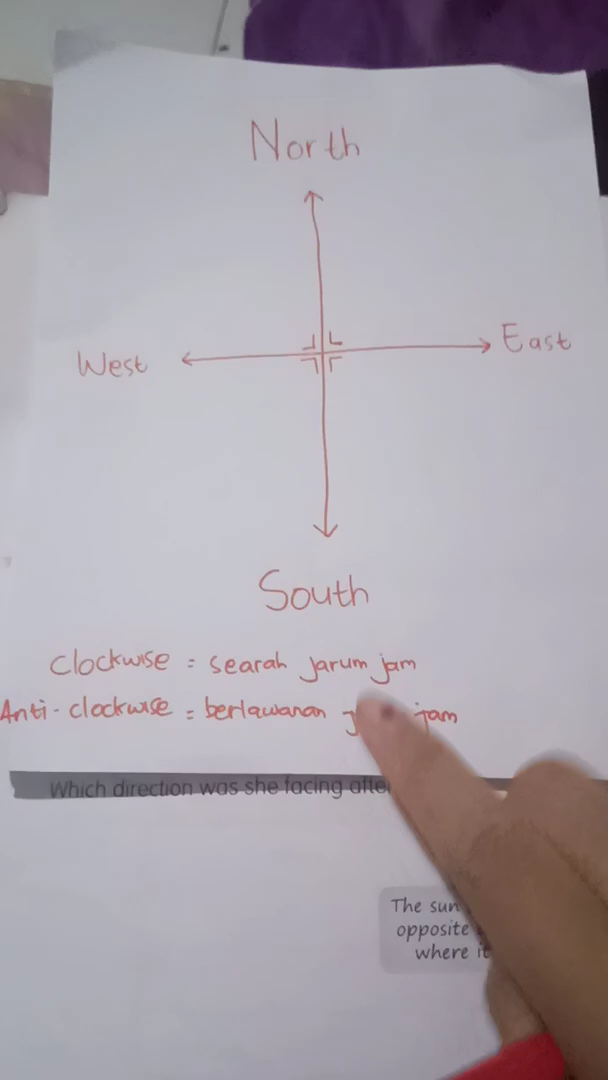 North
West
East
South
Clockwise = searah jarum jam
Anti-clockwise = berlawanan jam
Which direction was she facing
The sun
opposite
where it